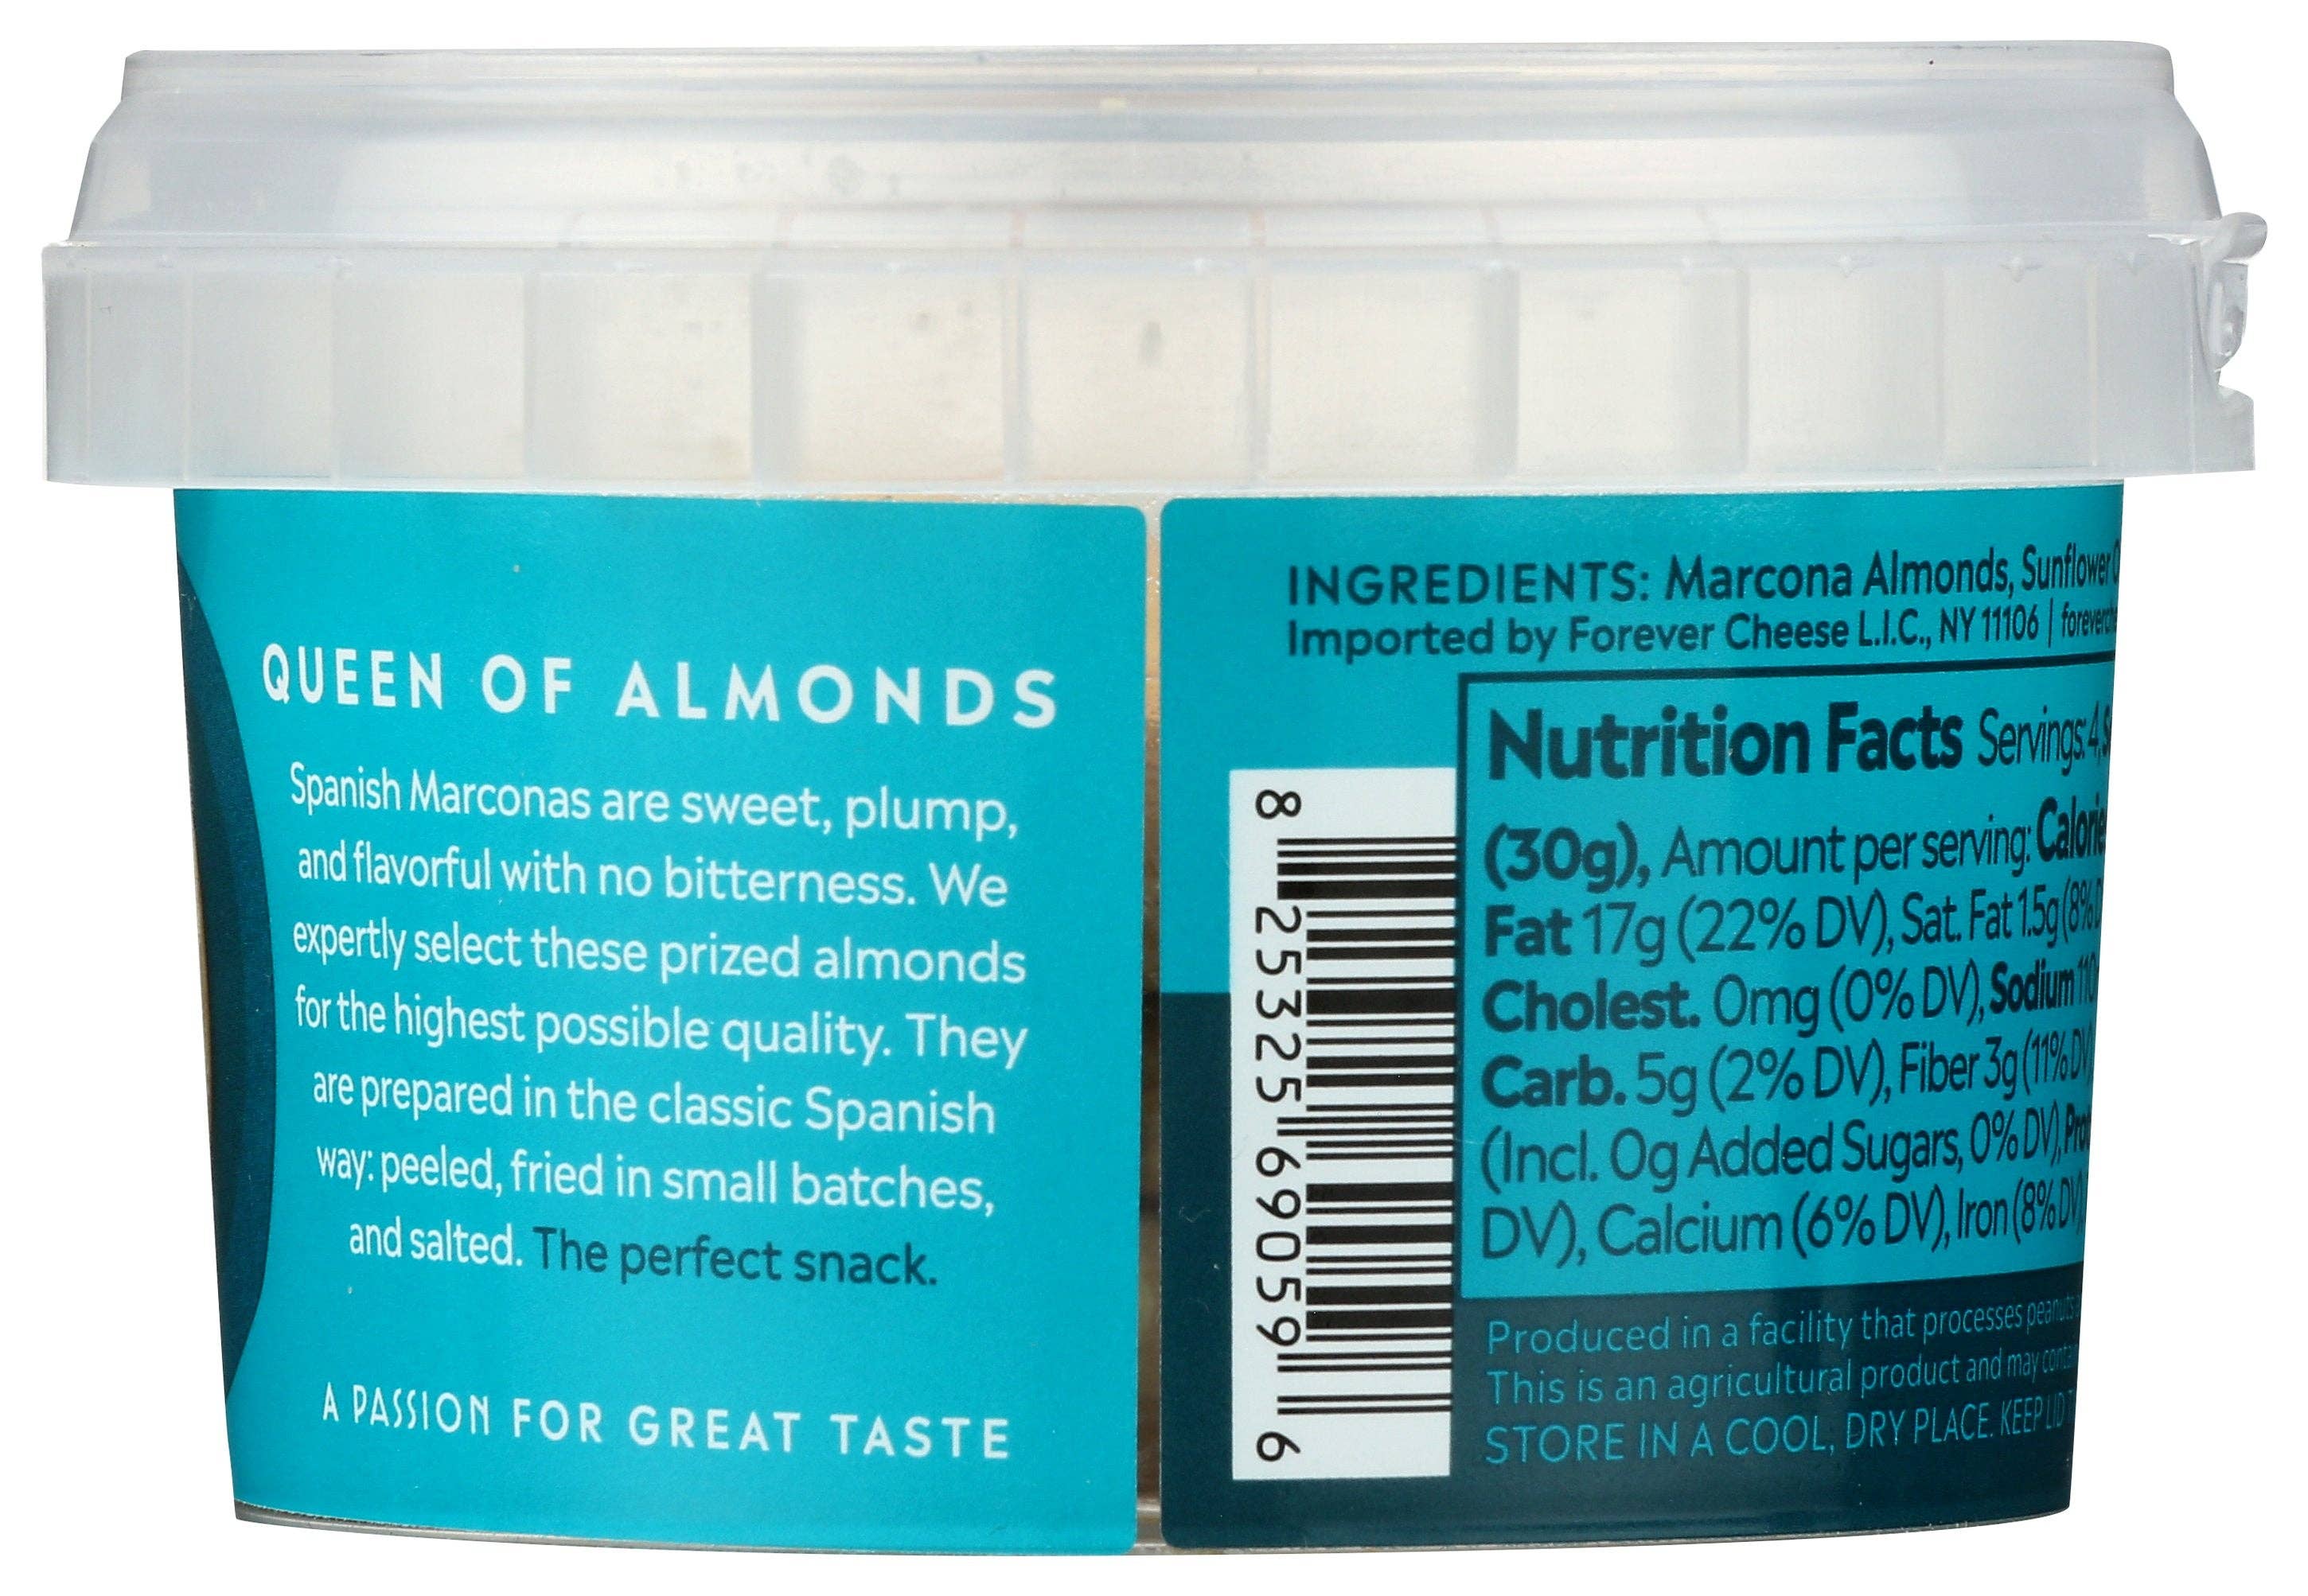 QUEEN OF ALMONDS
Spanish Marconas are sweet, plump,
and flavorful with no bitterness. We
expertly select these prized almonds
for the highest possible quality. They
are prepared in the classic Spanish
way: peeled, fried in small batches,
and salted. The perfect snack.
A PASSION FOR GREAT TASTE
INGREDIENTS: Marcona Almonds, Sunflower
Imported by Forever Cheese L.I.C., NY 11106 |
Nutrition Facts Servings: 4,
(30g), Amount per serving:
Fat 17g (22% DV), Sat. Fat 1.5g (8%
Cholest. 0mg (0% DV), Sodium
Carb. 5g (2% DV), Fiber 3g (11% DV
(Incl. 0g Added Sugars, 0% DV),
DV), Calcium (6% DV), Iron (8% DV)
Produced in a facility that processes peanuts
This is an agricultural product and may
STORE IN A COOL, DRY PLACE. KEEP LID
8 25325 69059 6